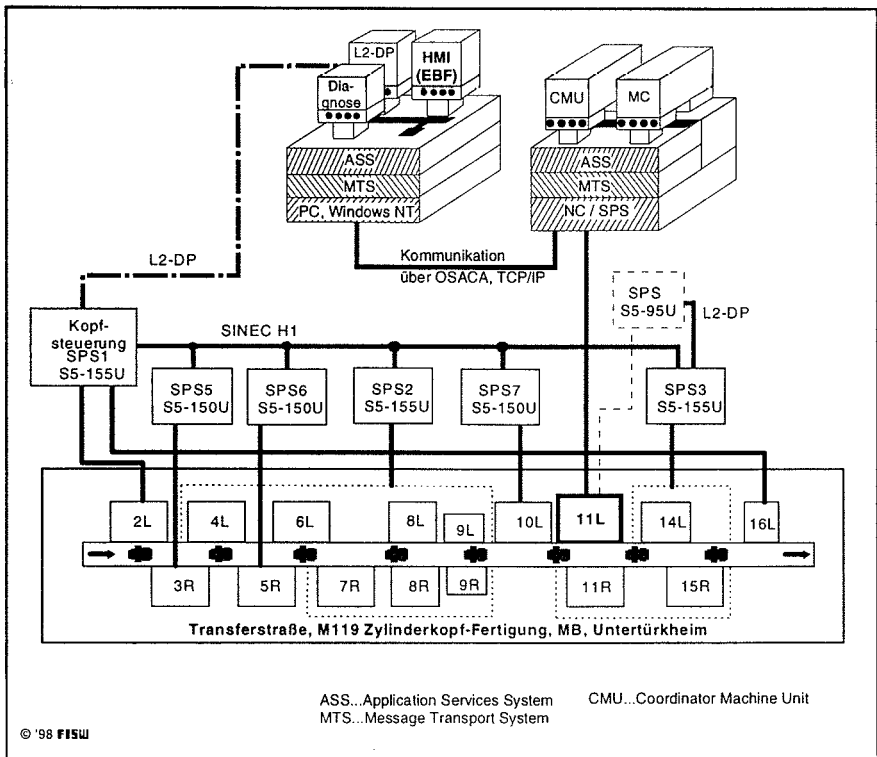 L2-DP
HMI
(EBF)
Dia-
gnose
CMU
MC
ASS
MTS
PC, Windows NT
ASS
MTS
NC / SPS
L2-DP
Kommunikation
über OSACA, TCP/IP
SPS
S5-95U
L2-DP
Kopf-
steuerung
SPS1
S5-155U
SINEC H1
SPS5
S5-150U
SPS6
S5-150U
SPS2
S5-155U
SPS7
S5-150U
SPS3
S5-155U
2L
4L
6L
8L
9L
10L
11L
14L
16L
3R
5R
7R
8R
9R
11R
15R
Transferstraße, M119 Zylinderkopf-Fertigung, MB, Untertürkheim
ASS...Application Services System
CMU...Coordinator Machine Unit
MTS...Message Transport System
© '98 FISW